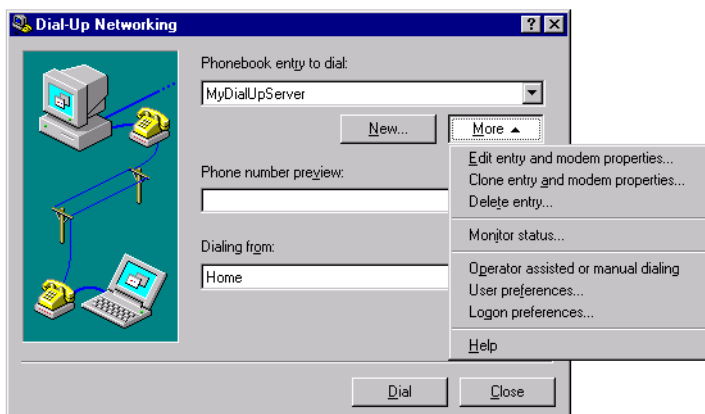 Dial-Up Networking
Phonebook entry to dial:
MyDialUpServer
New...
More
Edit entry and modem properties...
Clone entry and modem properties...
Delete entry...
Monitor status...
Operator assisted or manual dialing
User preferences...
Logon preferences...
Help
Phone number preview:
Dialing from:
Home
Dial
Close